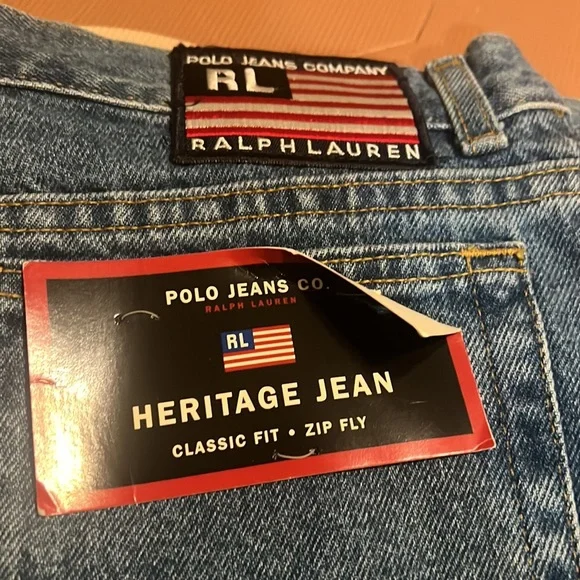 POLO JEANS COMPANY
RL
RALPH LAUREN
POLO JEANS CO.
RALPH LAUREN
RL
HERITAGE JEAN
CLASSIC FIT • ZIP FLY